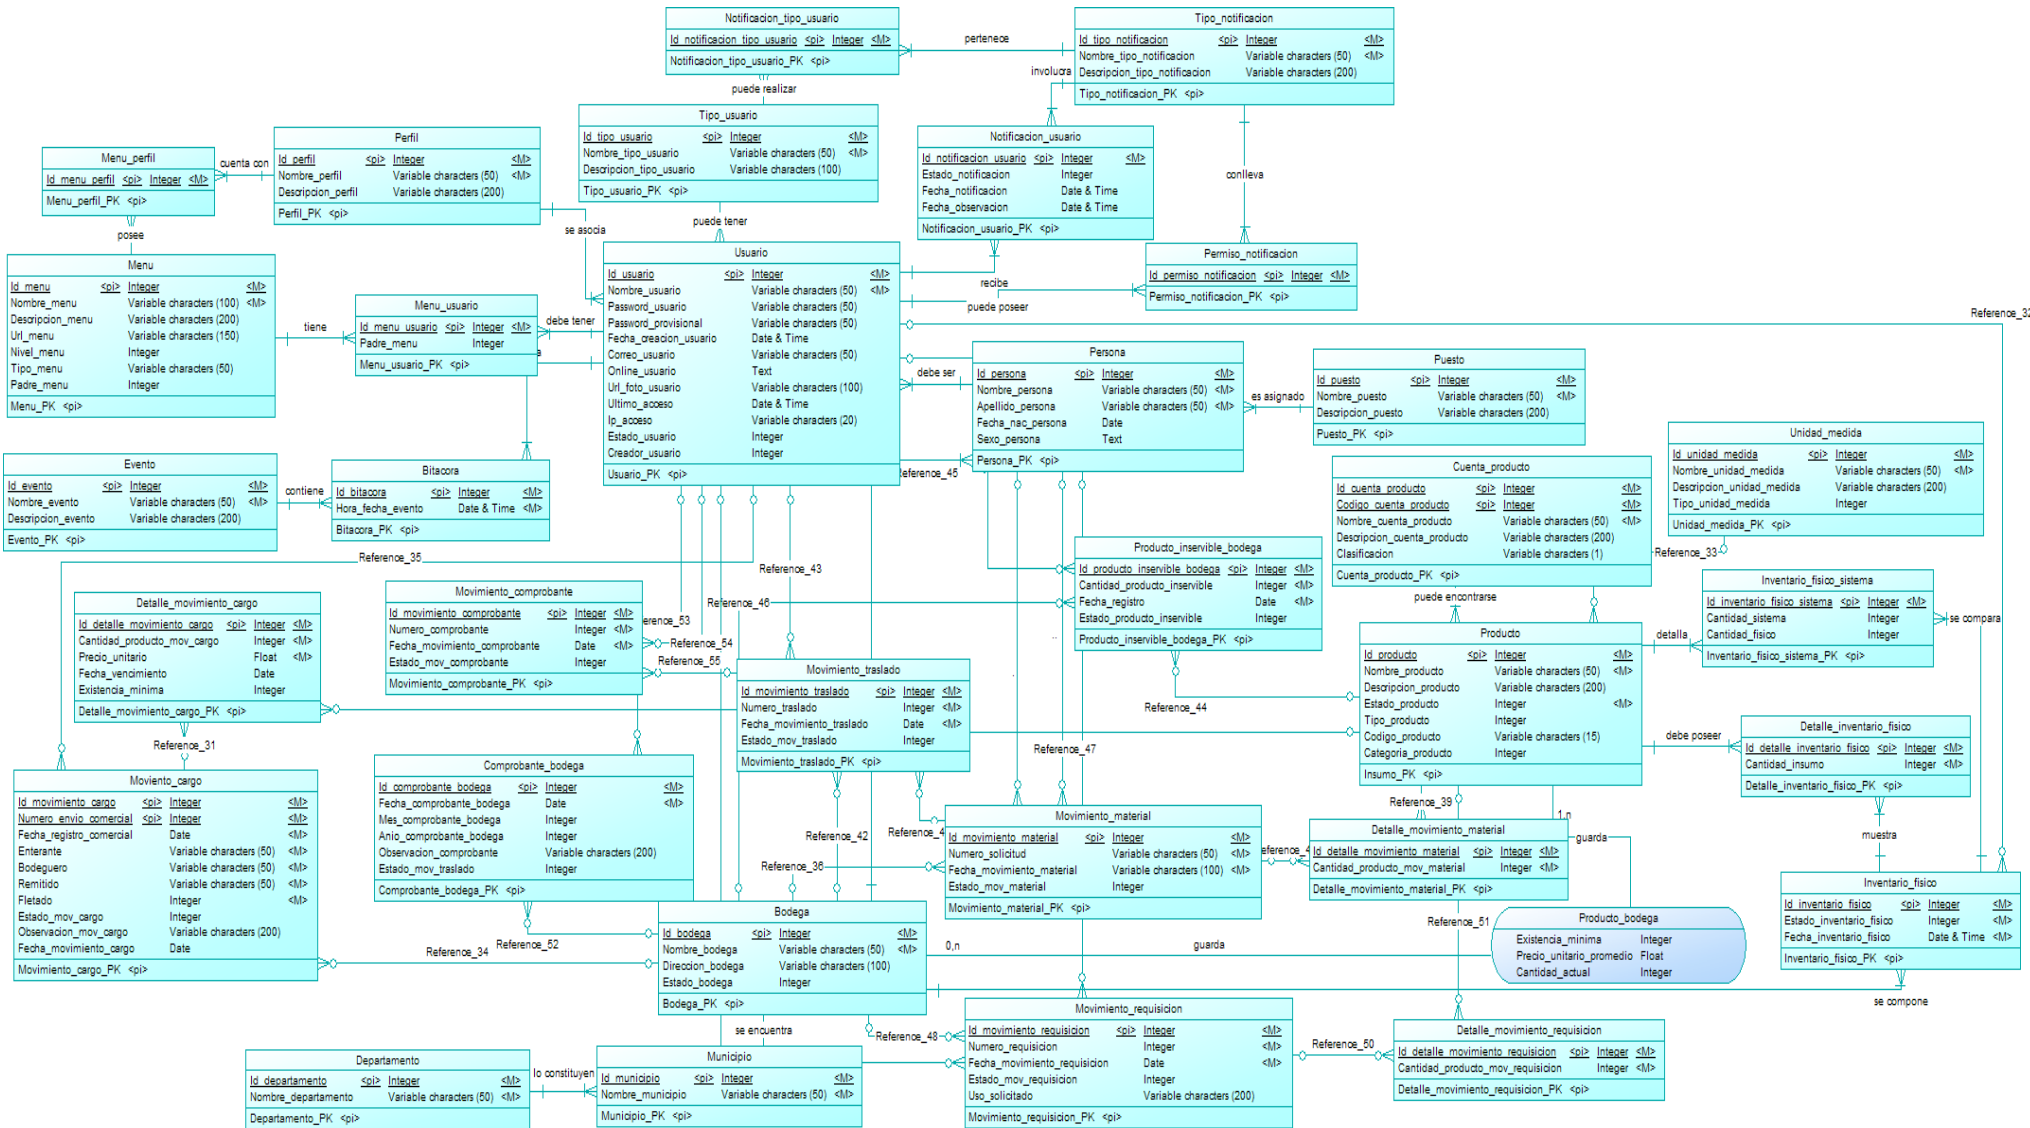 Notificacion_tipo_usuario
Id_notificacion_tipo_usuario <pi> Integer <M>
Notificacion_tipo_usuario_PK <pi>
pertenece
Tipo_notificacion
Id_tipo_notificacion <pi> Integer <M>
Nombre_tipo_notificacion Variable characters (50) <M>
Descripcion_tipo_notificacion Variable characters (200)
Tipo_notificacion_PK <pi>
involucra
puede realizar
Tipo_usuario
Id_tipo_usuario <pi> Integer <M>
Nombre_tipo_usuario Variable characters (50) <M>
Descripcion_tipo_usuario Variable characters (100)
Tipo_usuario_PK <pi>
puede tener
Perfil
Id_perfil <pi> Integer <M>
Nombre_perfil Variable characters (50) <M>
Descripcion_perfil Variable characters (200)
Perfil_PK <pi>
cuenta con
se asocia
Menu_perfil
Id_menu_perfil <pi> Integer <M>
Menu_perfil_PK <pi>
posee
Notificacion_usuario
Id_notificacion_usuario <pi> Integer <M>
Estado_notificacion Integer
Fecha_notificacion Date & Time
Fecha_observacion Date & Time
Notificacion_usuario_PK <pi>
conlleva
Permiso_notificacion
Id_permiso_notificacion <pi> Integer <M>
Permiso_notificacion_PK <pi>
recibe
puede poseer
Menu
Id_menu <pi> Integer <M>
Nombre_menu Variable characters (100) <M>
Descripcion_menu Variable characters (200)
Url_menu Variable characters (150)
Nivel_menu Integer
Tipo_menu Variable characters (50)
Padre_menu Integer
Menu_PK <pi>
tiene
Menu_usuario
Id_menu_usuario <pi> Integer <M>
Padre_menu Integer
Menu_usuario_PK <pi>
debe tener
a
Usuario
Id_usuario <pi> Integer <M>
Nombre_usuario Variable characters (50) <M>
Password_usuario Variable characters (50)
Password_provisional Variable characters (50)
Fecha_creacion_usuario Date & Time
Correo_usuario Variable characters (50)
Online_usuario Text
Url_foto_usuario Variable characters (100)
Ultimo_acceso Date & Time
Ip_acceso Variable characters (20)
Estado_usuario Integer
Creador_usuario Integer
Usuario_PK <pi>
debe ser
Reference_32
Persona
Id_persona <pi> Integer <M>
Nombre_persona Variable characters (50) <M>
Apellido_persona Variable characters (50) <M>
Fecha_nac_persona Date
Sexo_persona Text
Persona_PK <pi>
es asignado
eference_45
Puesto
Id_puesto <pi> Integer <M>
Nombre_puesto Variable characters (50) <M>
Descripcion_puesto Variable characters (200)
Puesto_PK <pi>
Unidad_medida
Id_unidad_medida <pi> Integer <M>
Nombre_unidad_medida Variable characters (50) <M>
Descripcion_unidad_medida Variable characters (200)
Tipo_unidad_medida Integer
Unidad_medida_PK <pi>
Reference_33
Evento
Id_evento <pi> Integer <M>
Nombre_evento Variable characters (50) <M>
Descripcion_evento Variable characters (200)
Evento_PK <pi>
contiene
Bitacora
Id_bitacora <pi> Integer <M>
Hora_fecha_evento Date & Time <M>
Bitacora_PK <pi>
Cuenta_producto
Id_cuenta_producto <pi> Integer <M>
Codigo_cuenta_producto <pi> Integer <M>
Nombre_cuenta_producto Variable characters (50) <M>
Descripcion_cuenta_producto Variable characters (200)
Clasificacion Variable characters (1)
Cuenta_producto_PK <pi>
puede encontrarse
Producto_inservible_bodega
Id_producto_inservible_bodega <pi> Integer <M>
Cantidad_producto_inservible Integer <M>
Fecha_registro Date <M>
Estado_producto_inservible Integer
Producto_inservible_bodega_PK <pi>
Inventario_fisico_sistema
Id_inventario_fisico_sistema <pi> Integer <M>
Cantidad_sistema Integer
Cantidad_fisico Integer
Inventario_fisico_sistema_PK <pi>
se compara
detalla
Reference_35
Reference_43
Reference_46
Detalle_movimiento_cargo
Id_detalle_movimiento_cargo <pi> Integer <M>
Cantidad_producto_mov_cargo Integer <M>
Precio_unitario Float <M>
Fecha_vencimiento Date
Existencia_minima Integer
Detalle_movimiento_cargo_PK <pi>
Reference_31
Movimiento_comprobante
Id_movimiento_comprobante <pi> Integer <M>
Numero_comprobante Integer <M>
Fecha_movimiento_comprobante Date <M>
Estado_mov_comprobante Integer
Movimiento_comprobante_PK <pi>
erence_53
Reference_54
Reference_55
Movimiento_traslado
Id_movimiento_traslado <pi> Integer <M>
Numero_traslado Integer <M>
Fecha_movimiento_traslado Date <M>
Estado_mov_traslado Integer
Movimiento_traslado_PK <pi>
Producto
Id_producto <pi> Integer <M>
Nombre_producto Variable characters (50) <M>
Descripcion_producto Variable characters (200)
Estado_producto Integer <M>
Tipo_producto Integer
Codigo_producto Variable characters (15)
Categoria_producto Integer
Insumo_PK <pi>
Reference_44
Reference_47
debe poseer
Detalle_inventario_fisico
Id_detalle_inventario_fisico <pi> Integer <M>
Cantidad_insumo Integer <M>
Detalle_inventario_fisico_PK <pi>
muestra
Moviento_cargo
Id_movimiento_cargo <pi> Integer <M>
Numero_envio_comercial <pi> Integer <M>
Fecha_registro_comercial Date <M>
Enterante Variable characters (50) <M>
Bodeguero Variable characters (50) <M>
Remitido Variable characters (50) <M>
Fletado Integer <M>
Estado_mov_cargo Integer
Observacion_mov_cargo Variable characters (200)
Fecha_movimiento_cargo Date
Movimiento_cargo_PK <pi>
Comprobante_bodega
Id_comprobante_bodega <pi> Integer
Fecha_comprobante_bodega Date <M>
Mes_comprobante_bodega Integer
Anio_comprobante_bodega Integer
Observacion_comprobante Variable characters (200)
Estado_mov_traslado Integer
Comprobante_bodega_PK <pi>
Reference_52
Reference_34
Reference_42
Reference_36
Reference_4
Movimiento_material
Id_movimiento_material <pi> Integer <M>
Numero_solicitud Variable characters (50) <M>
Fecha_movimiento_material Variable characters (100) <M>
Estado_mov_material Integer
Movimiento_material_PK <pi>
eference_4
Reference_39
1,n
guarda
Detalle_movimiento_material
Id_detalle_movimiento_material <pi> Integer <M>
Cantidad_producto_mov_material Integer <M>
Detalle_movimiento_material_PK <pi>
Reference_51
Producto_bodega
Existencia_minima Integer
Precio_unitario_promedio Float
Cantidad_actual Integer
Inventario_fisico
Id_inventario_fisico <pi> Integer <M>
Estado_inventario_fisico Integer <M>
Fecha_inventario_fisico Date & Time <M>
Inventario_fisico_PK <pi>
se compone
Bodega
Id_bodega <pi> Integer <M>
Nombre_bodega Variable characters (50) <M>
Direccion_bodega Variable characters (100)
Estado_bodega Integer
Bodega_PK <pi>
0,n
guarda
se encuentra
Reference_48
Movimiento_requisicion
Id_movimiento_requisicion <pi> Integer <M>
Numero_requisicion Integer <M>
Fecha_movimiento_requisicion Date <M>
Estado_mov_requisicion Integer
Uso_solicitado Variable characters (200)
Movimiento_requisicion_PK <pi>
Reference_50
Detalle_movimiento_requisicion
Id_detalle_movimiento_requisicion <pi> Integer <M>
Cantidad_producto_mov_requisicion Integer <M>
Detalle_movimiento_requisicion_PK <pi>
Departamento
Id_departamento <pi> Integer <M>
Nombre_departamento Variable characters (50) <M>
Departamento_PK <pi>
lo constituyen
Municipio
Id_municipio <pi> Integer <M>
Nombre_municipio Variable characters (50) <M>
Municipio_PK <pi>